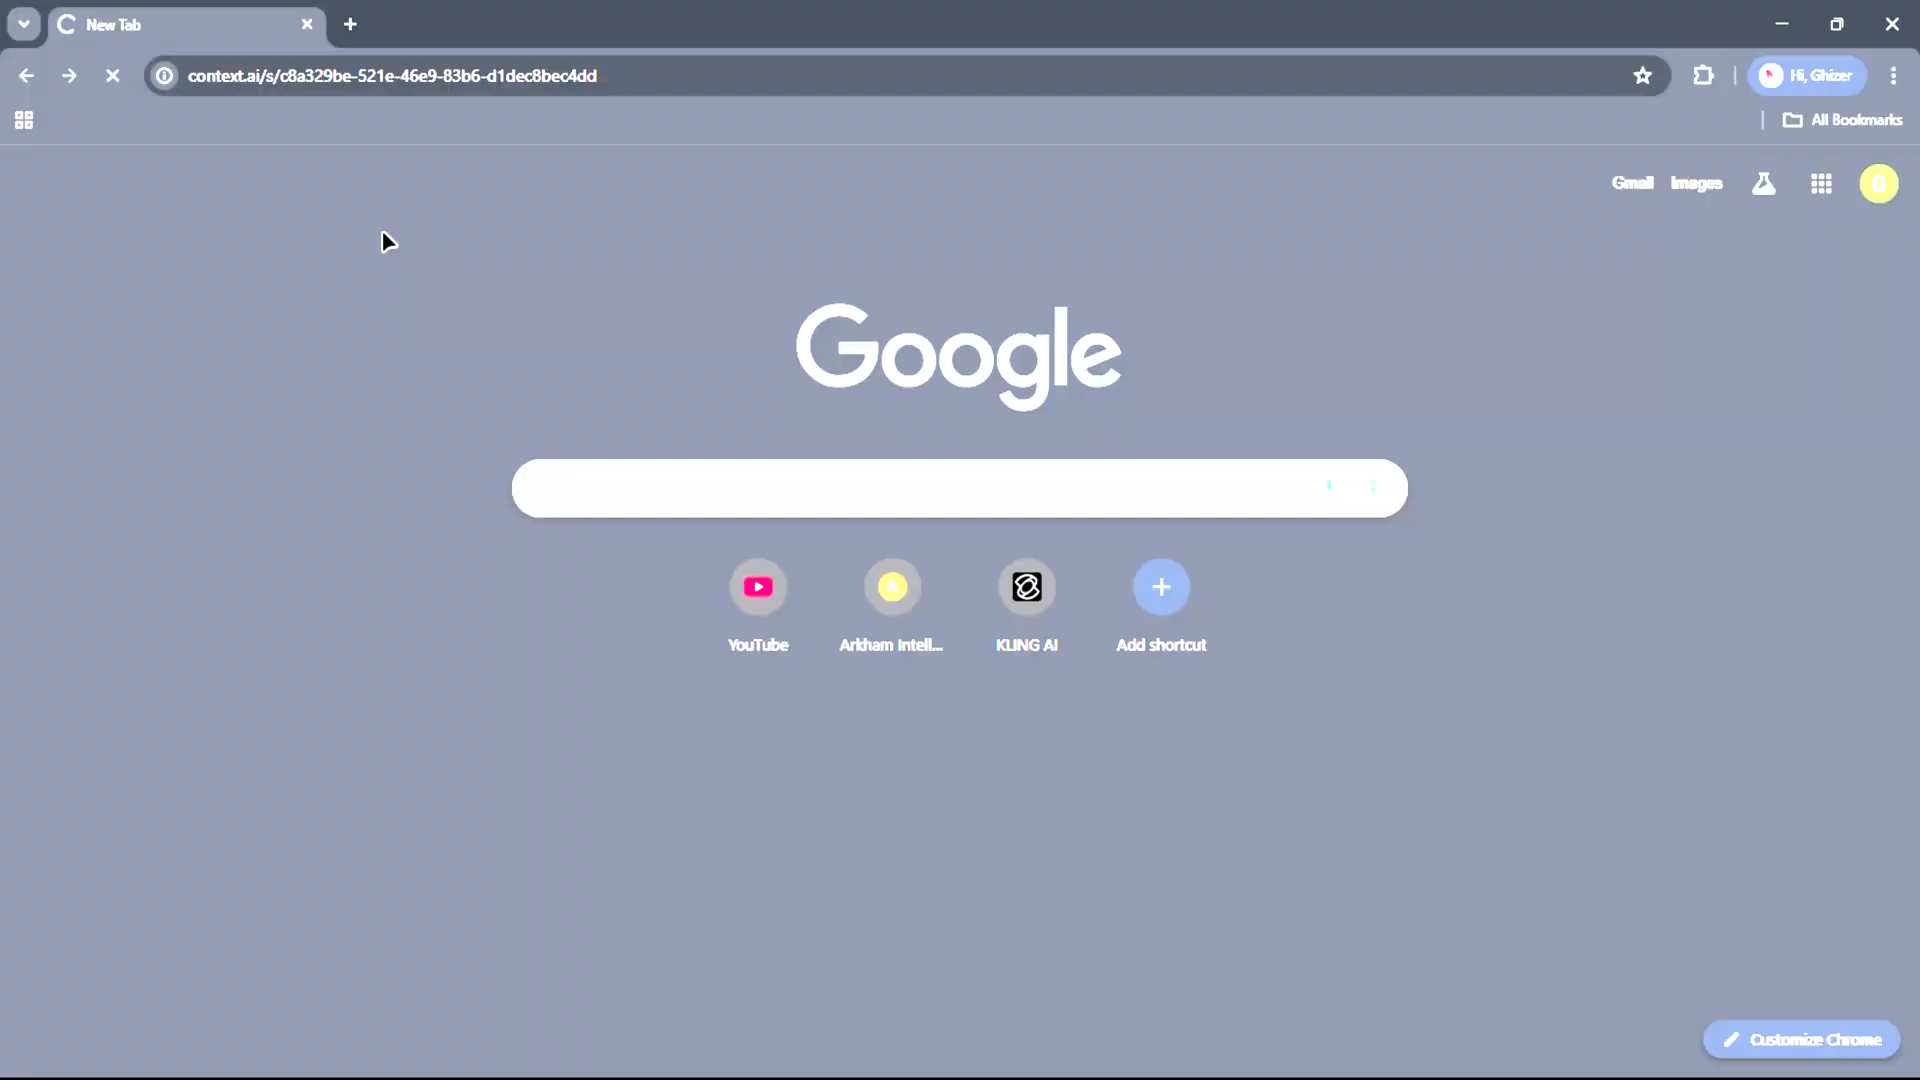 New Tab
context.ai/s/c8a329be-521e-46e9-83b6-d1dec8bec4dd
Hi, Ghizer
All Bookmarks
Gmail Images
Google
YouTube Arkham Intell... KLING AI Add shortcut
Customize Chrome